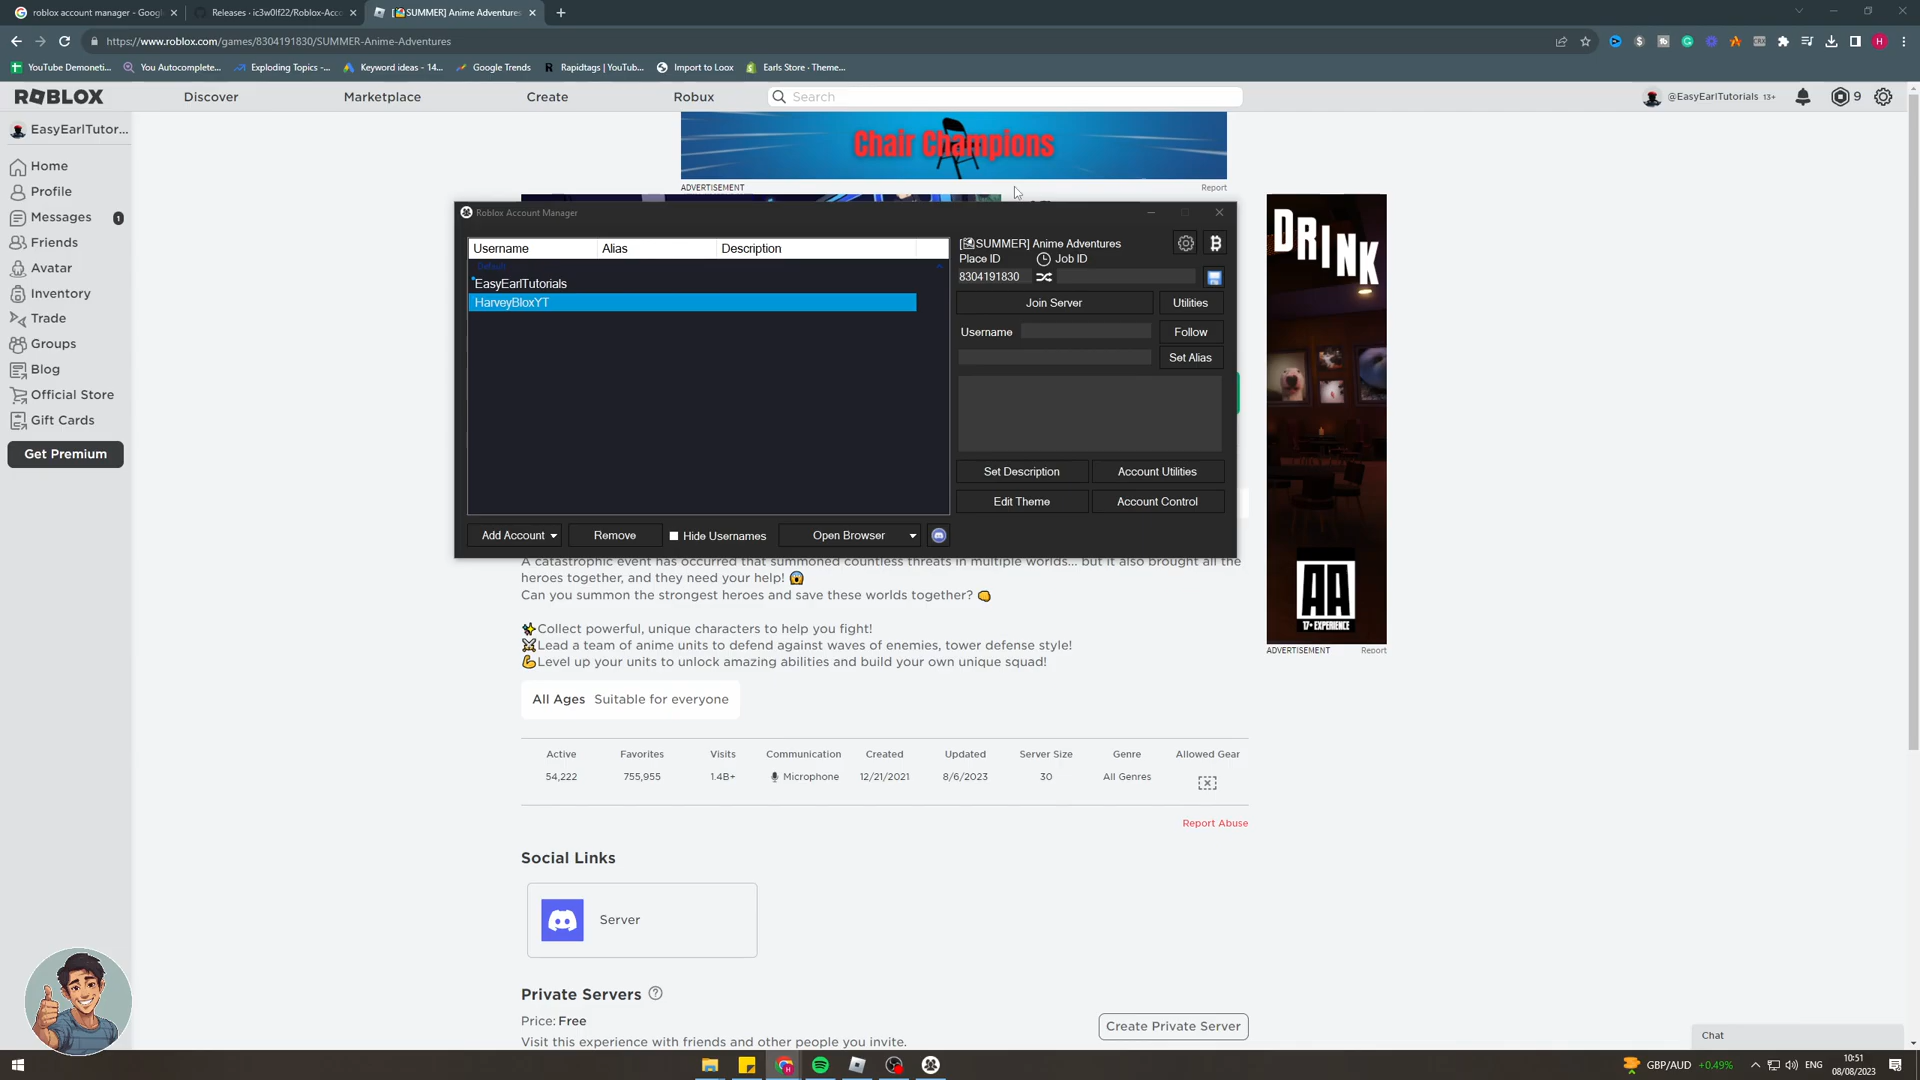 roblox account manager - Goog
Releases · ic3w0lf22/Roblox-Acc
[SUMMER] Anime Adventures
https://www.roblox.com/games/8304191830/SUMMER-Anime-Adventures
YouTube Demoneti...
You Autocomplete...
Exploding Topics -...
Keyword ideas - 14...
Google Trends
Rapidtags | YouTub...
Import to Loox
Earls Store · Theme...
ROBLOX
Discover
Marketplace
Create
Robux
Search
@EasyEarlTutorials 13+
9
EasyEarlTutor...
Home
Profile
Messages
1
Friends
Avatar
Inventory
Trade
Groups
Blog
Official Store
Gift Cards
Get Premium
Chair Champions
ADVERTISEMENT
Report
Roblox Account Manager
Username Alias Description
Default
EasyEarlTutorials
HarveyBloxYT
Add Account
Remove
Hide Usernames
Open Browser
[SUMMER] Anime Adventures
Place ID
Job ID
8304191830
Join Server
Utilities
Username
Follow
Set Alias
Set Description
Account Utilities
Edit Theme
Account Control
A catastrophic event has occurred that summoned countless threats in multiple worlds... but it also brought all the
heroes together, and they need your help! 😱
Can you summon the strongest heroes and save these worlds together? 👊
✨Collect powerful, unique characters to help you fight!
⚔Lead a team of anime units to defend against waves of enemies, tower defense style!
💪Level up your units to unlock amazing abilities and build your own unique squad!
All Ages Suitable for everyone
Active Favorites Visits Communication Created Updated Server Size Genre Allowed Gear
54,222 755,955 1.4B+ Microphone 12/21/2021 8/6/2023 30 All Genres
Report Abuse
Social Links
Server
Private Servers
Price: Free
Create Private Server
Visit this experience with friends and other people you invite.
DRINK
AA
17+ EXPERIENCE
ADVERTISEMENT
Report
Chat
GBP/AUD +0.49%
ENG
10:51
08/08/2023